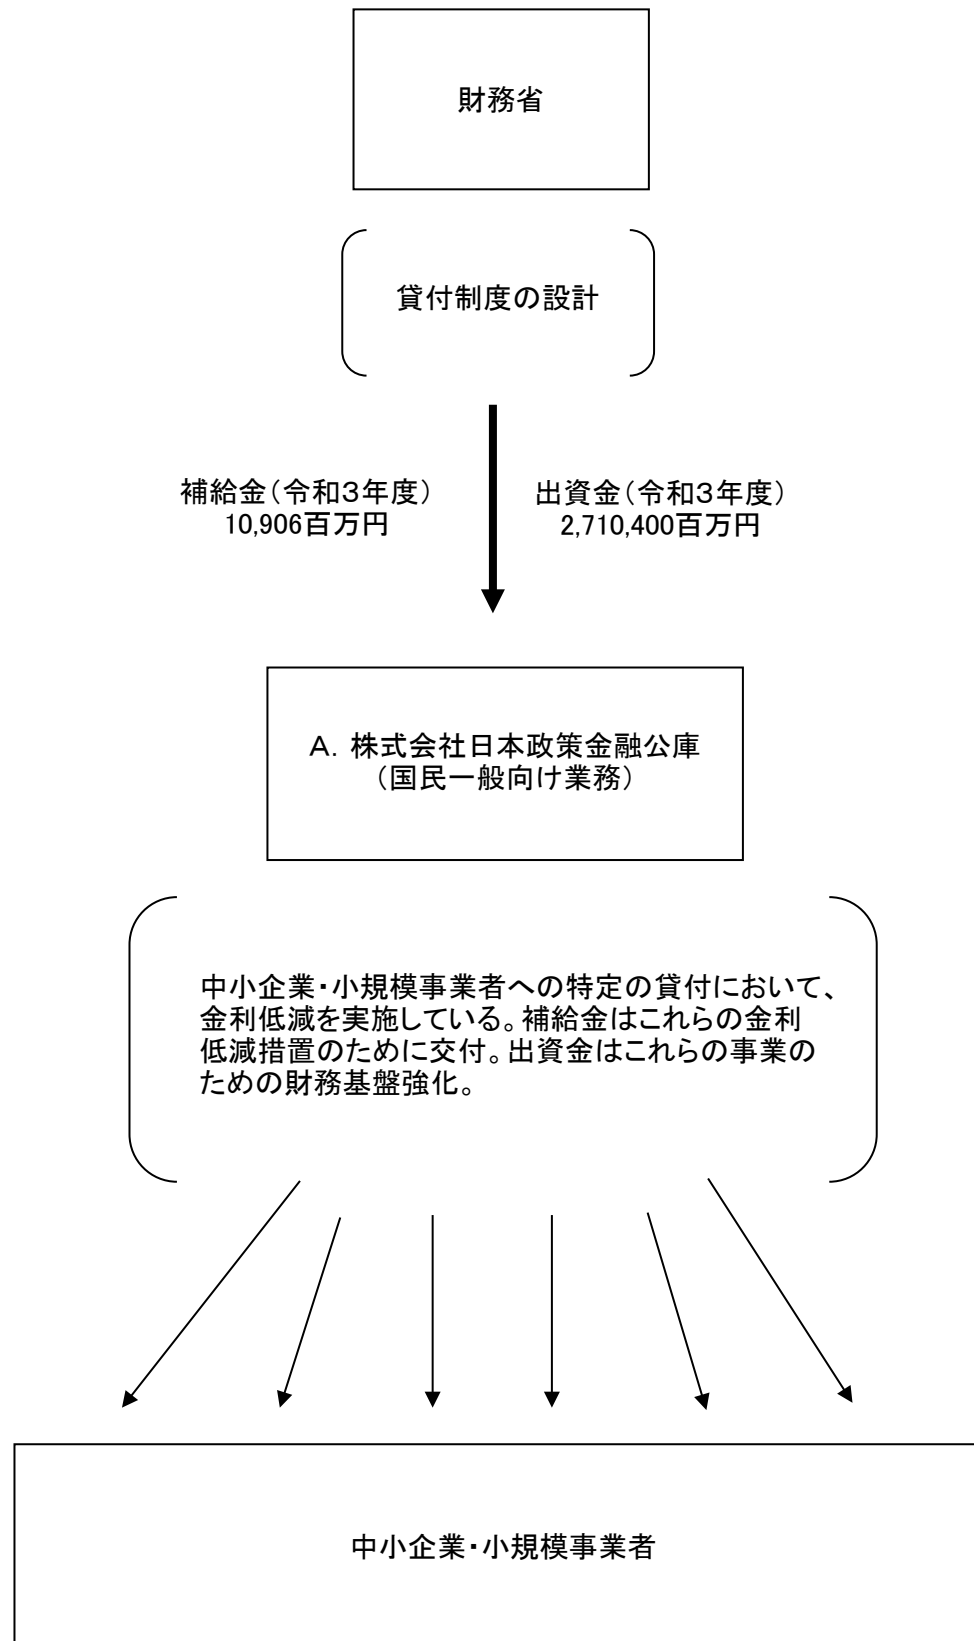 財務省
貸付制度の設計
補給金（令和３年度）
10,906百万円
出資金（令和３年度）
2,710,400百万円
Ａ．株式会社日本政策金融公庫
（国民一般向け業務）
中小企業・小規模事業者への特定の貸付において、
金利低減を実施している。補給金はこれらの金利
低減措置のために交付。出資金はこれらの事業の
ための財務基盤強化。
中小企業・小規模事業者